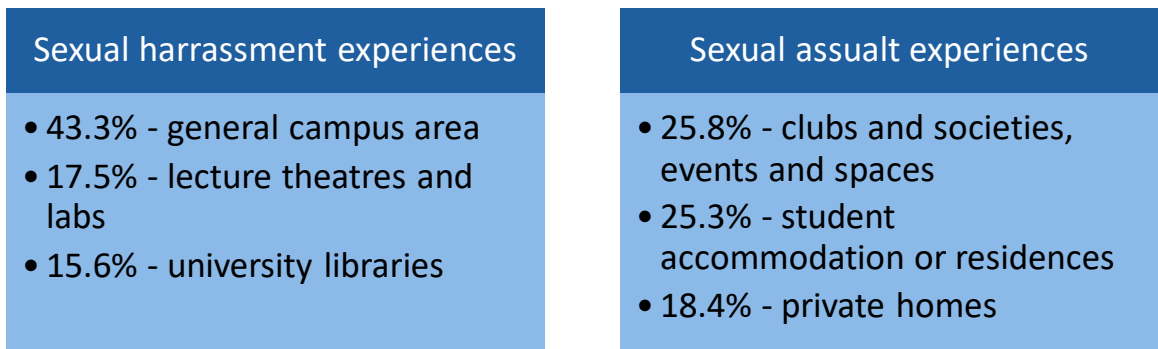 Sexual harrassment experiences
• 43.3% - general campus area
• 17.5% - lecture theatres and
labs
• 15.6% - university libraries
Sexual assualt experiences
• 25.8% - clubs and societies,
events and spaces
• 25.3% - student
accommodation or residences
• 18.4% - private homes